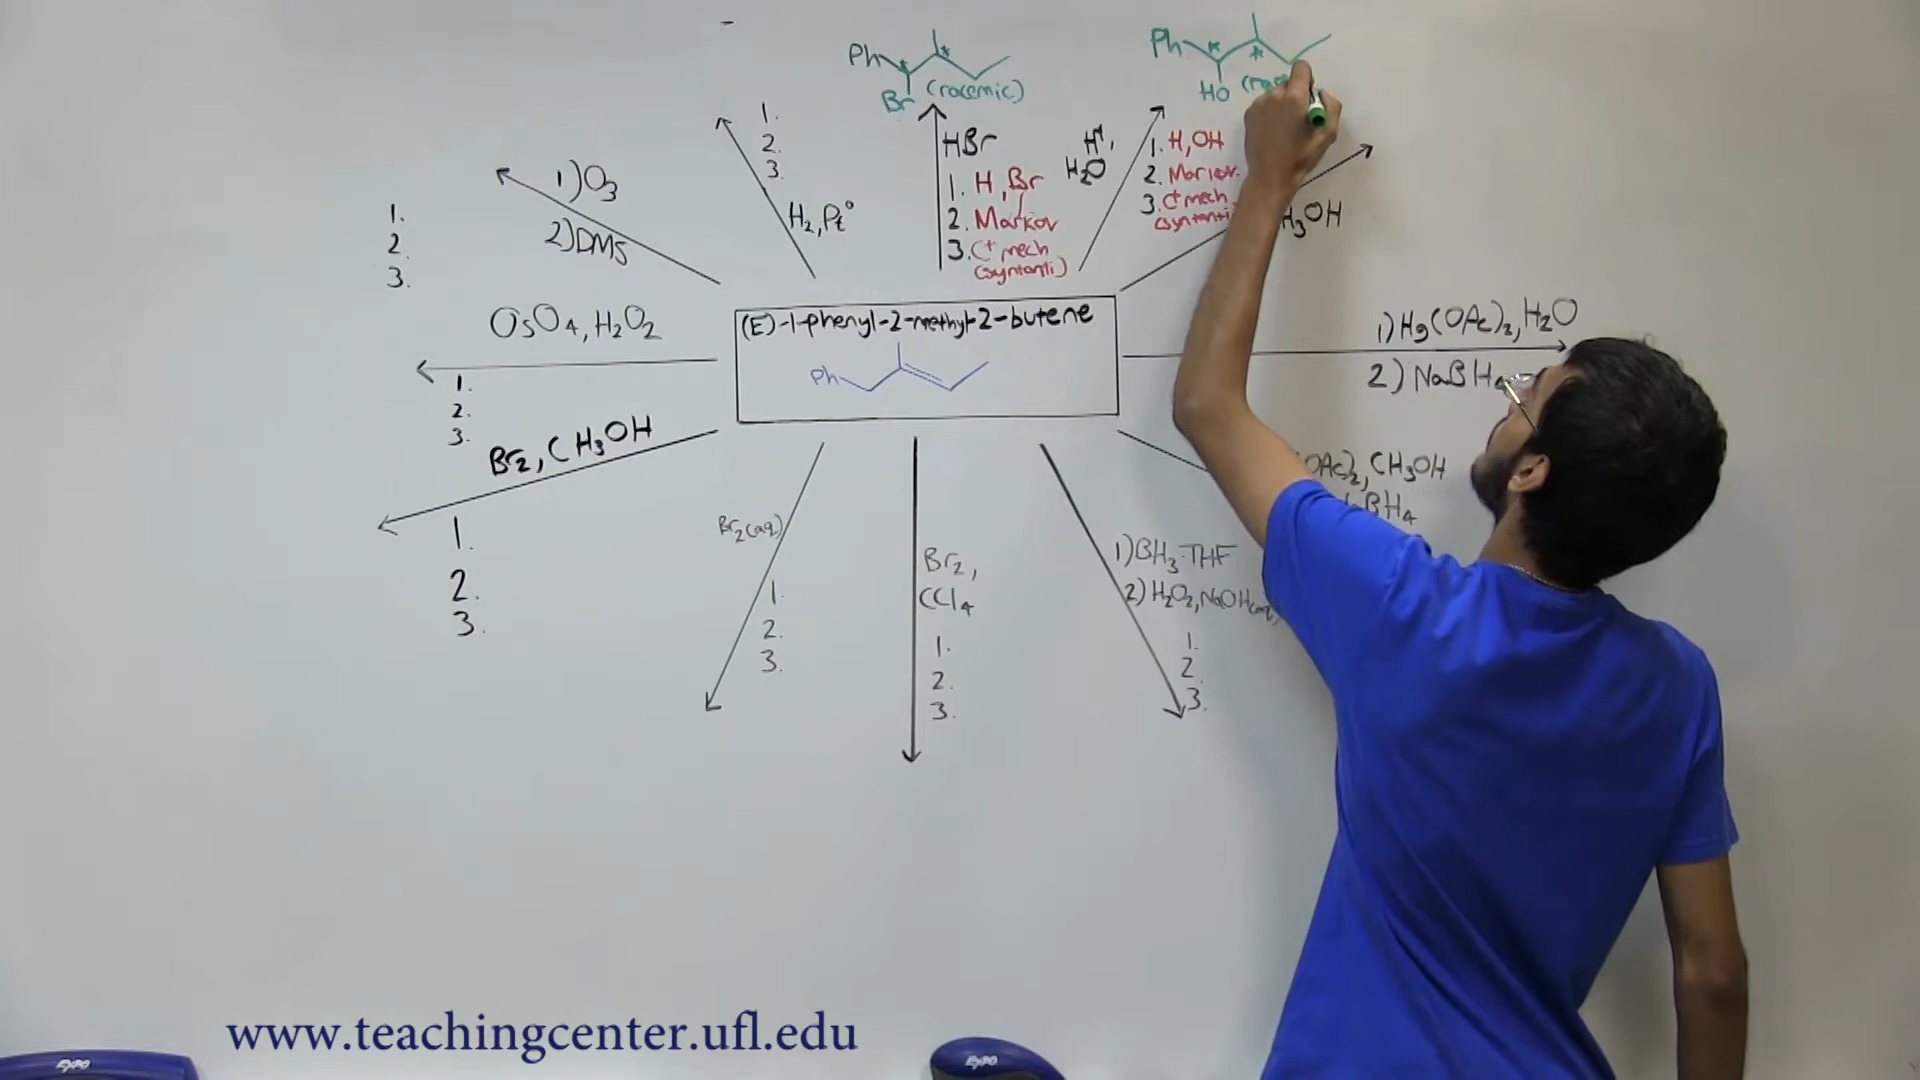 Ph
Br
(racemic)
Ph
HO
1)O3
2)DMS
1.
2.
3.
1.
2.
3.
H2, Pt°
HBr
1. H, Br
2. Markov
3. C+ mech
(syn+anti)
H+,
H2O
1. H, OH
2. Markov.
3. C+ mech
H3OH
OsO4, H2O2
1.
2.
3.
(E)-1-phenyl-2-methyl-2-butene
Ph
1) Hg(OAc)2, H2O
2) NaBH4
Br2, CH3OH
1.
2.
3.
Br2(aq)
1.
2.
3.
Br2,
CCl4
1.
2.
3.
1)BH3·THF
2)H2O2, NaOH(aq)
1.
2.
3.
OAc)2, CH3OH
BH4
www.teachingcenter.ufl.edu
EXPO
EXPO